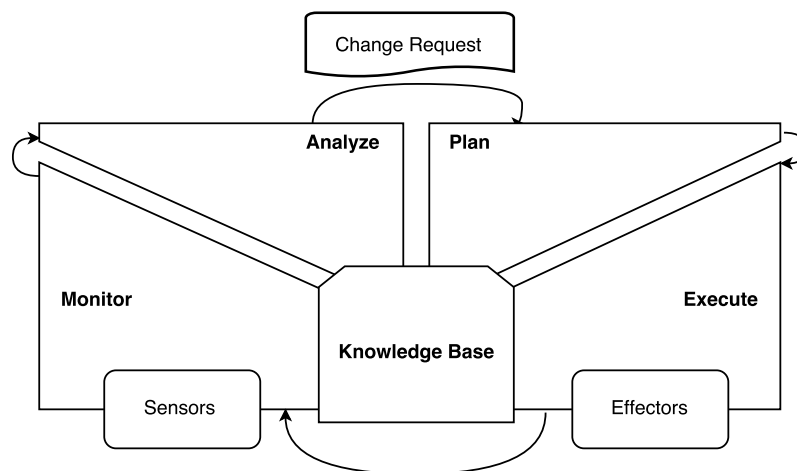 Change Request
Analyze
Plan
Monitor
Execute
Knowledge Base
Sensors
Effectors